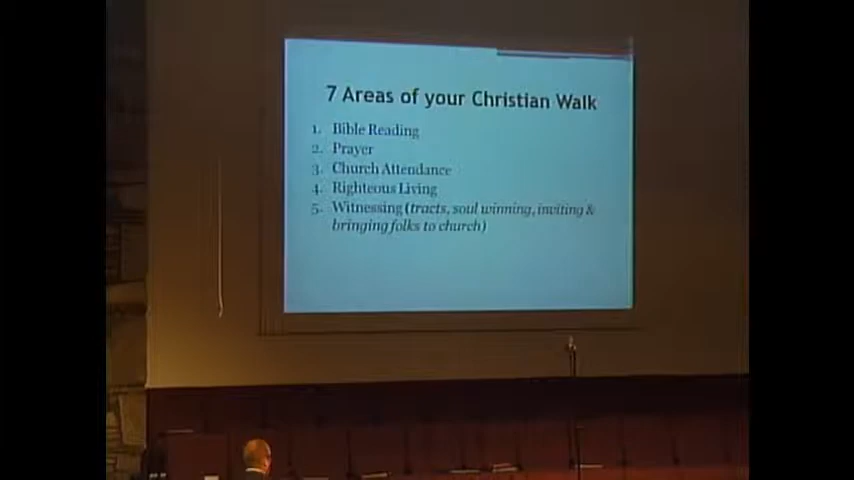 7 Areas of your Christian Walk
1. Bible Reading
2. Prayer
3. Church Attendance
4. Righteous Living
5. Witnessing (tracts, soul winning, inviting &
bringing folks to church)